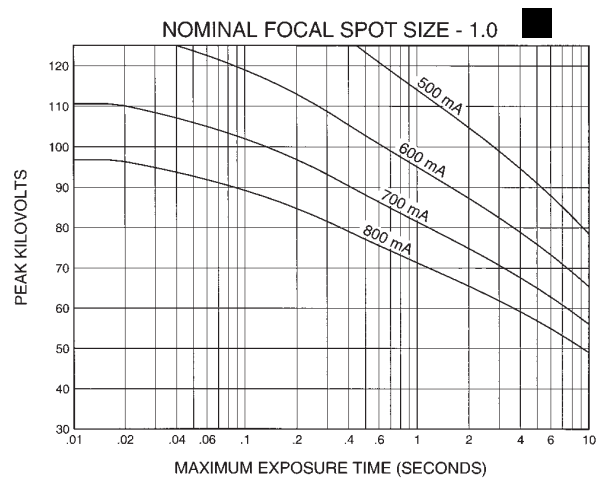 NOMINAL FOCAL SPOT SIZE - 1.0
120
110
100
90
80
70
60
50
40
30
PEAK KILOVOLTS
500 mA
600 mA
700 mA
800 mA
.01 .02 .04 .06 .1 .2 .4 .6 1 2 4 6 10
MAXIMUM EXPOSURE TIME (SECONDS)